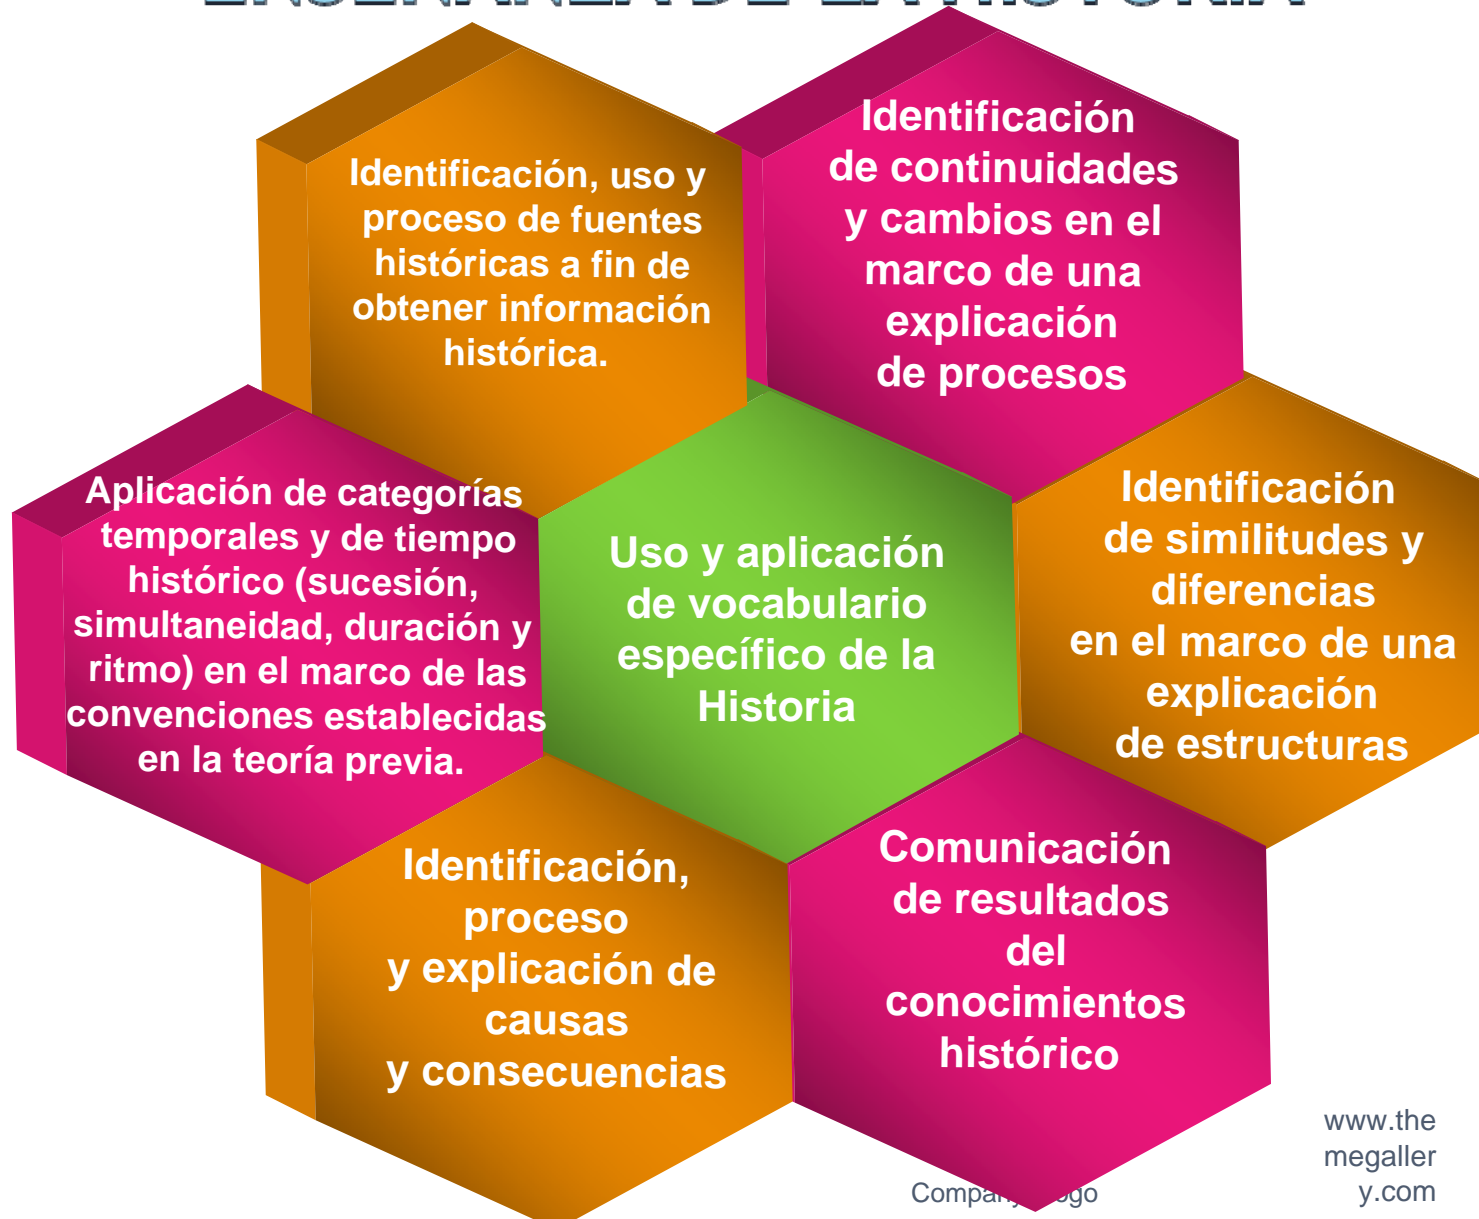 ENSEÑANZA DE LA HISTORIA
Identificación, uso y
proceso de fuentes
históricas a fin de
obtener información
histórica.
Identificación
de continuidades
y cambios en el
marco de una
explicación
de procesos
Aplicación de categorías
temporales y de tiempo
histórico (sucesión,
simultaneidad, duración y
ritmo) en el marco de las
convenciones establecidas
en la teoría previa.
Uso y aplicación
de vocabulario
específico de la
Historia
Identificación
de similitudes y
diferencias
en el marco de una
explicación
de estructuras
Identificación,
proceso
y explicación de
causas
y consecuencias
Comunicación
de resultados
del
conocimientos
histórico
www.the
megaller
y.com